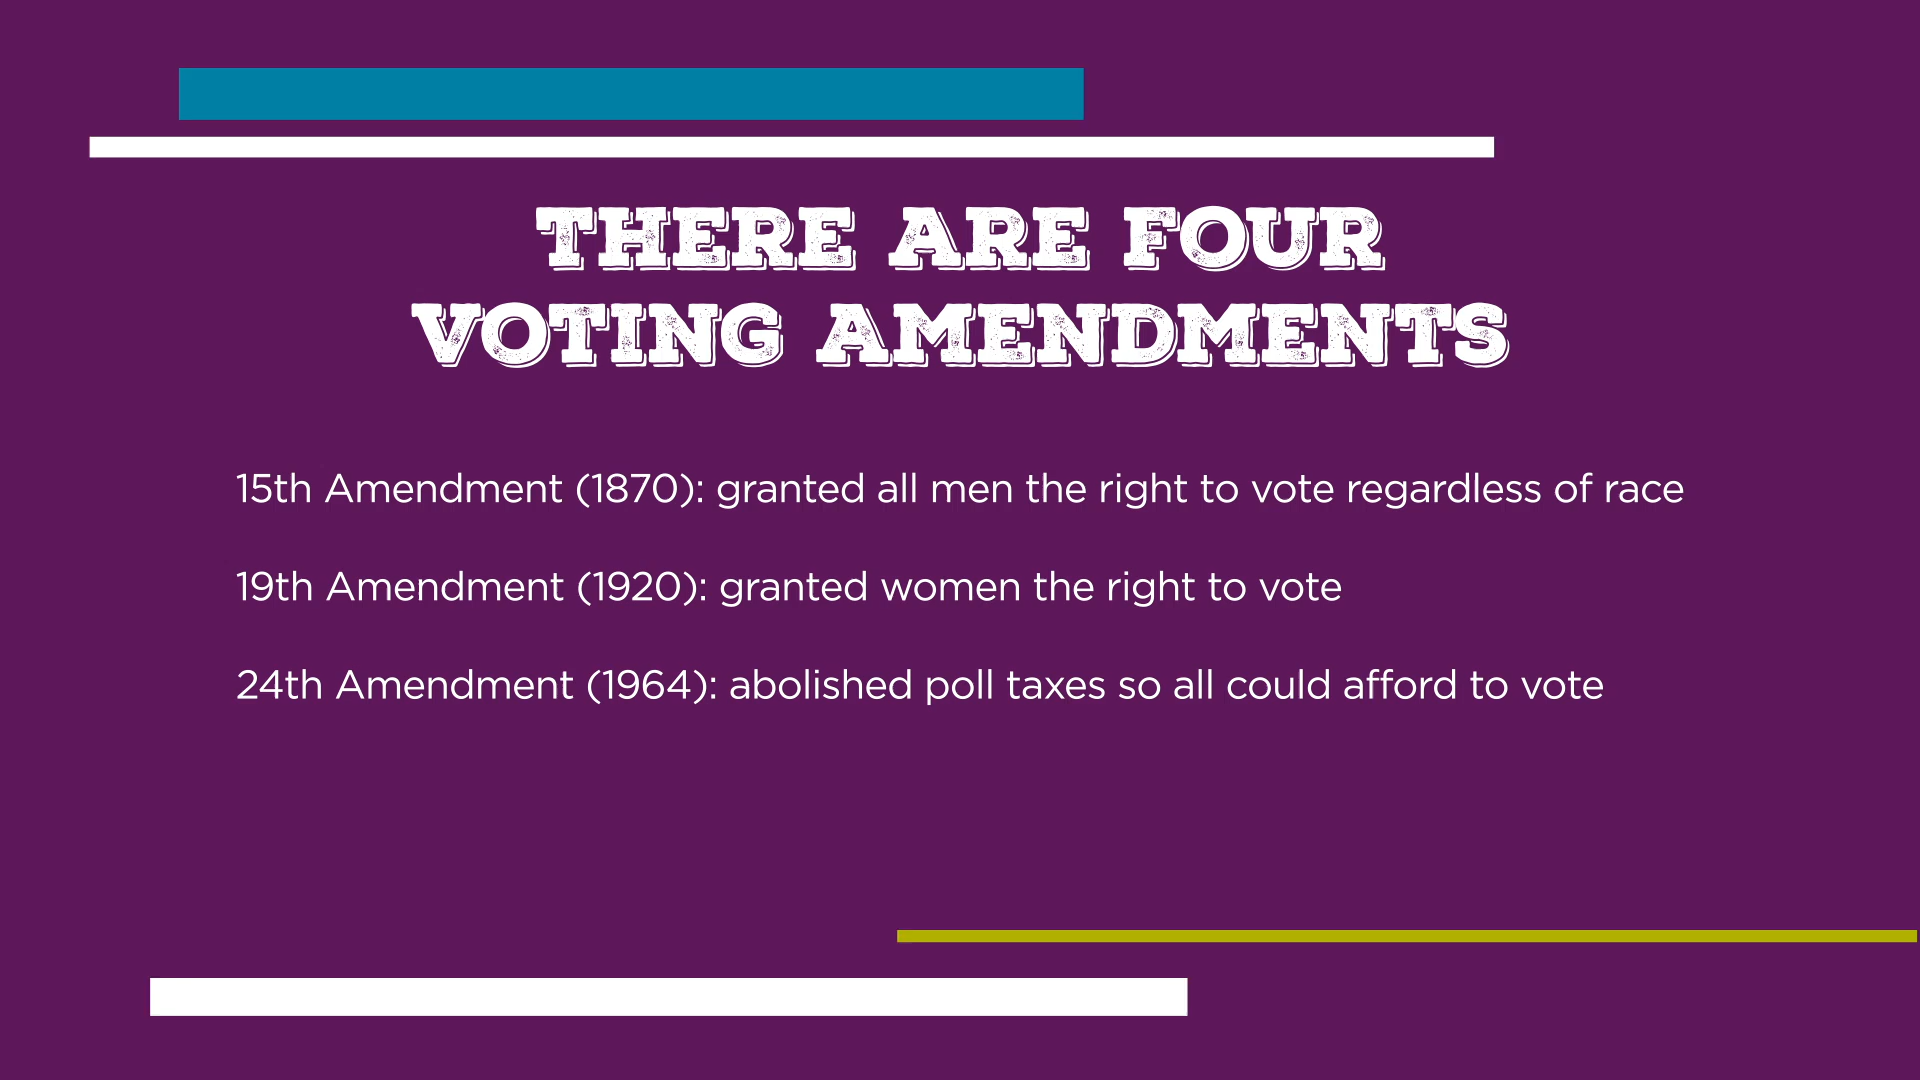 THERE ARE FOUR
VOTING AMENDMENTS
15th Amendment (1870): granted all men the right to vote regardless of race
19th Amendment (1920): granted women the right to vote
24th Amendment (1964): abolished poll taxes so all could afford to vote